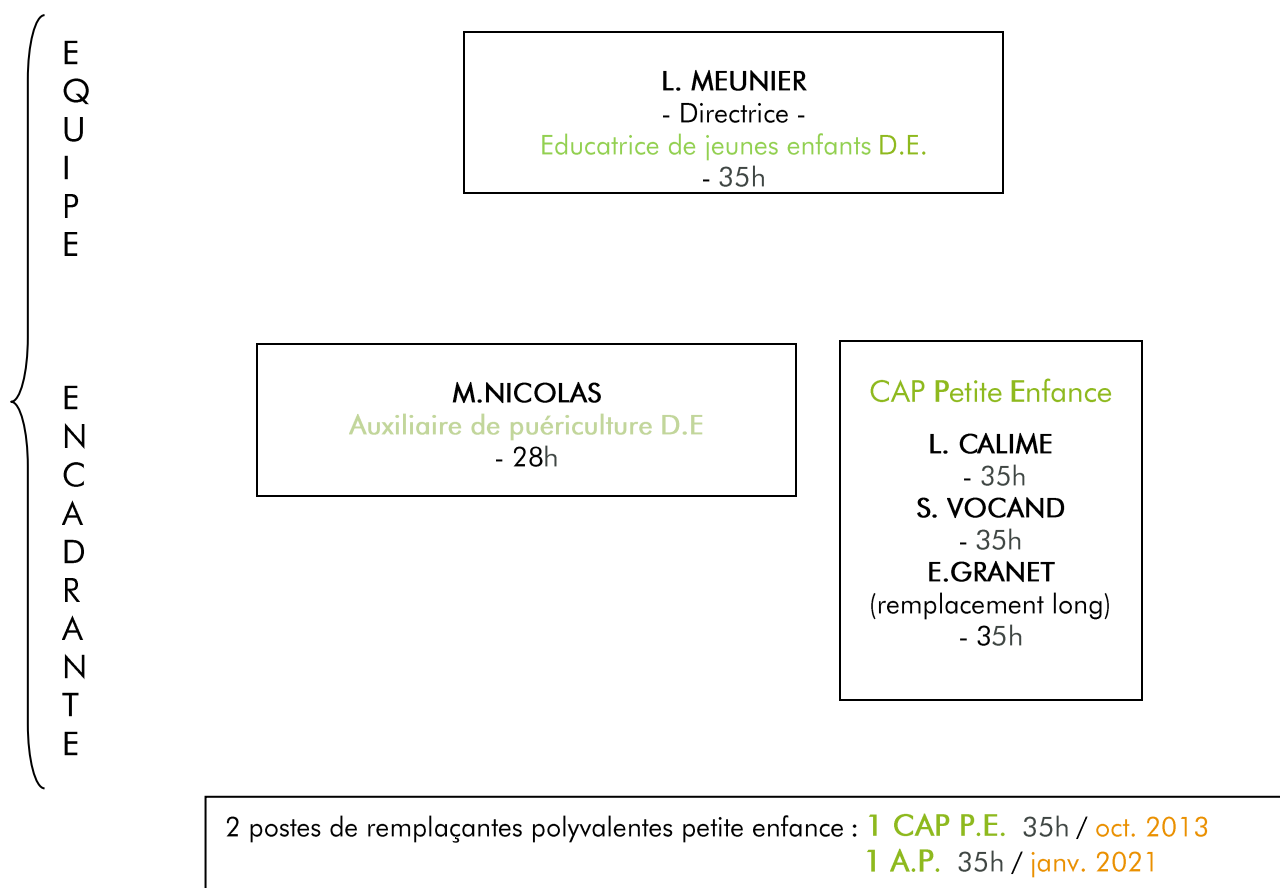 EQUIPE
ENCADRANTE
L. MEUNIER
- Directrice -
Educatrice de jeunes enfants D.E.
- 35h
M.NICOLAS
Auxiliaire de puériculture D.E
- 28h
CAP Petite Enfance
L. CALIME
- 35h
S. VOCAND
- 35h
E.GRANET
(remplacement long)
- 35h
2 postes de remplaçantes polyvalentes petite enfance : 1 CAP P.E. 35h / oct. 2013
1 A.P. 35h / janv. 2021